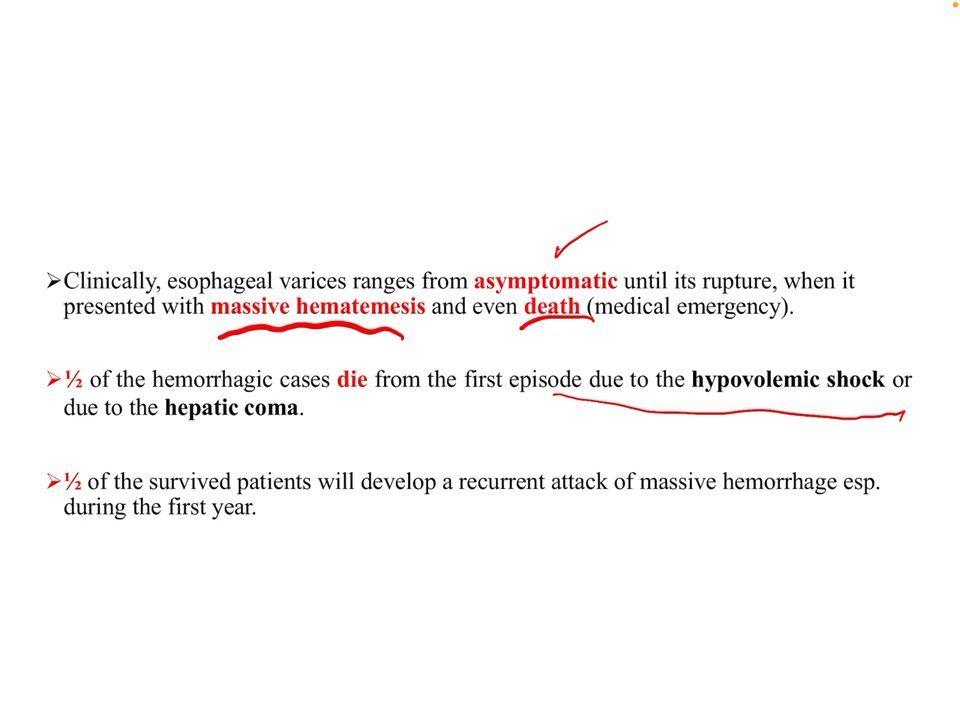 ➢Clinically, esophageal varices ranges from asymptomatic until its rupture, when it
presented with massive hematemesis and even death (medical emergency).
➢½ of the hemorrhagic cases die from the first episode due to the hypovolemic shock or
due to the hepatic coma.
➢½ of the survived patients will develop a recurrent attack of massive hemorrhage esp.
during the first year.